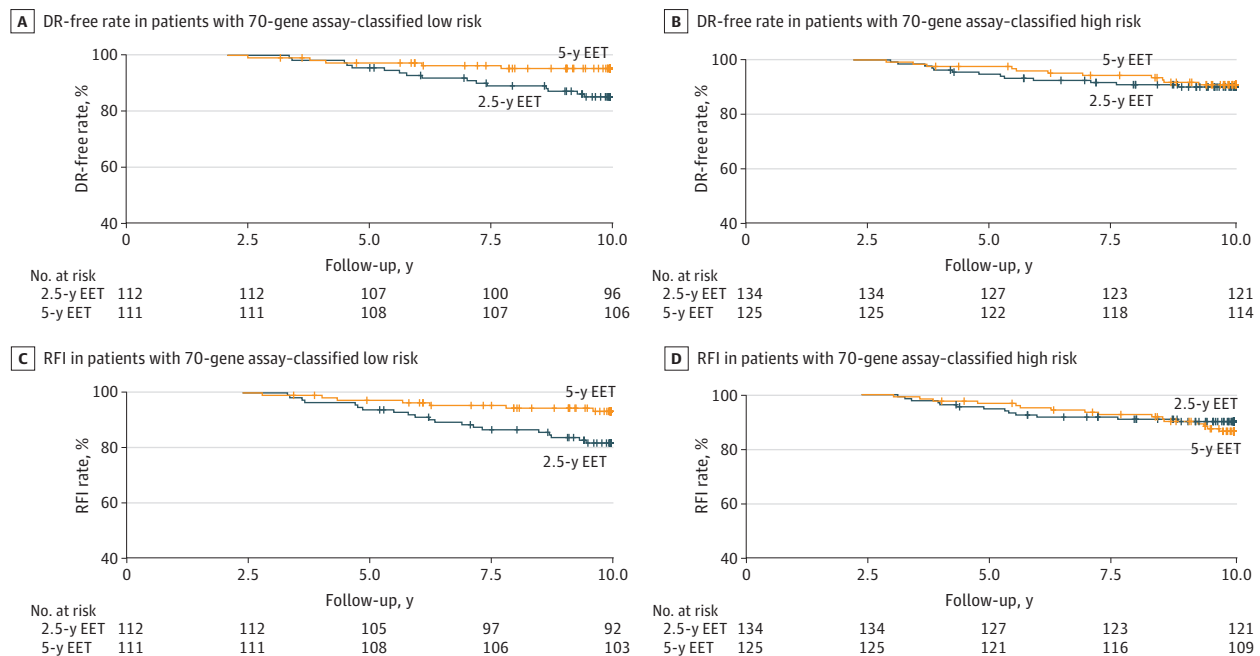 A DR-free rate in patients with 70-gene assay-classified low risk
100
80
60
40
DR-free rate, %
5-y EET
2.5-y EET
0 2.5 5.0 7.5 10.0
Follow-up, y
No. at risk
2.5-y EET 112 112 107 100 96
5-y EET 111 111 108 107 106
B DR-free rate in patients with 70-gene assay-classified high risk
100
80
60
40
DR-free rate, %
5-y EET
2.5-y EET
0 2.5 5.0 7.5 10.0
Follow-up, y
No. at risk
2.5-y EET 134 134 127 123 121
5-y EET 125 125 122 118 114
C RFI in patients with 70-gene assay-classified low risk
100
80
60
40
RFI rate, %
5-y EET
2.5-y EET
0 2.5 5.0 7.5 10.0
Follow-up, y
No. at risk
2.5-y EET 112 112 105 97 92
5-y EET 111 111 108 106 103
D RFI in patients with 70-gene assay-classified high risk
100
80
60
40
RFI rate, %
2.5-y EET
5-y EET
0 2.5 5.0 7.5 10.0
Follow-up, y
No. at risk
2.5-y EET 134 134 127 123 121
5-y EET 125 125 121 116 109